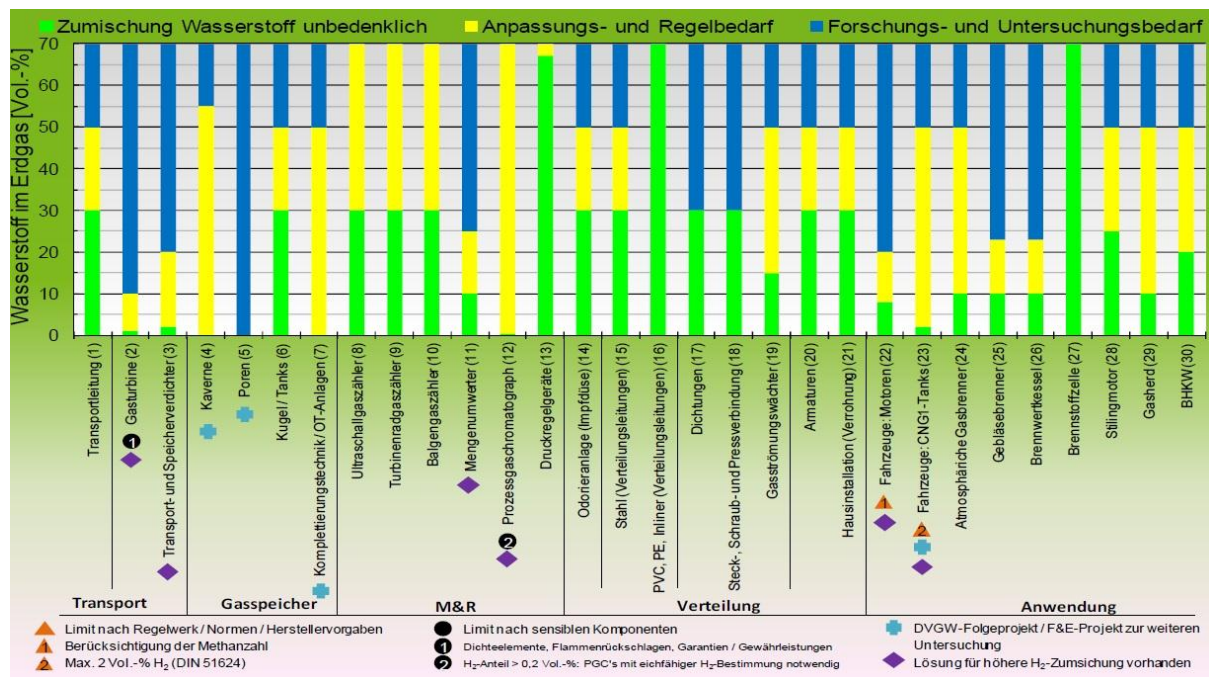 Zumischung Wasserstoff unbedenklich
Anpassungs- und Regelbedarf
Forschungs- und Untersuchungsbedarf
Wasserstoff im Erdgas [Vol.-%]
70
60
50
40
30
20
10
0
Transportleitung (1)
Gasturbine (2)
Transport- und Speicherverdichter (3)
Kaverne (4)
Poren (5)
Kugel / Tanks (6)
Komplettierungstechnik / OT-Anlagen (7)
Ultraschallgaszähler (8)
Turbinenradgaszähler (9)
Balgengaszähler (10)
Mengenumwerter (11)
Prozessgaschromatograph (12)
Druckregelgeräte (13)
Odorieranlage (Impfdüse) (14)
Stahl (Verteilungsleitungen) (15)
PVC, PE, Inliner (Verteilungsleitungen) (16)
Dichtungen (17)
Steck-, Schraub- und Pressverbindung (18)
Gasströmungswächter (19)
Armaturen (20)
Hausinstallation (Verrohrung) (21)
Fahrzeuge: Motoren (22)
Fahrzeuge: CNG1-Tanks (23)
Atmosphäriche Gasbrenner (24)
Gebläsebrenner (25)
Brennwertkessel (26)
Brennstoffzelle (27)
Stilingmotor (28)
Gasherd (29)
BHKW (30)
1
2
1
2
Transport
Gasspeicher
M&R
Verteilung
Anwendung
Limit nach Regelwerk / Normen / Herstellervorgaben
1 Berücksichtigung der Methanzahl
2 Max. 2 Vol.-% H₂ (DIN 51624)
Limit nach sensiblen Komponenten
1 Dichteelemente, Flammenrückschlagen, Garantien / Gewährleistungen
2 H₂-Anteil > 0,2 Vol.-%: PGC's mit eichfähiger H₂-Bestimmung notwendig
DVGW-Folgeprojekt / F&E-Projekt zur weiteren
Untersuchung
Lösung für höhere H₂-Zumsichung vorhanden